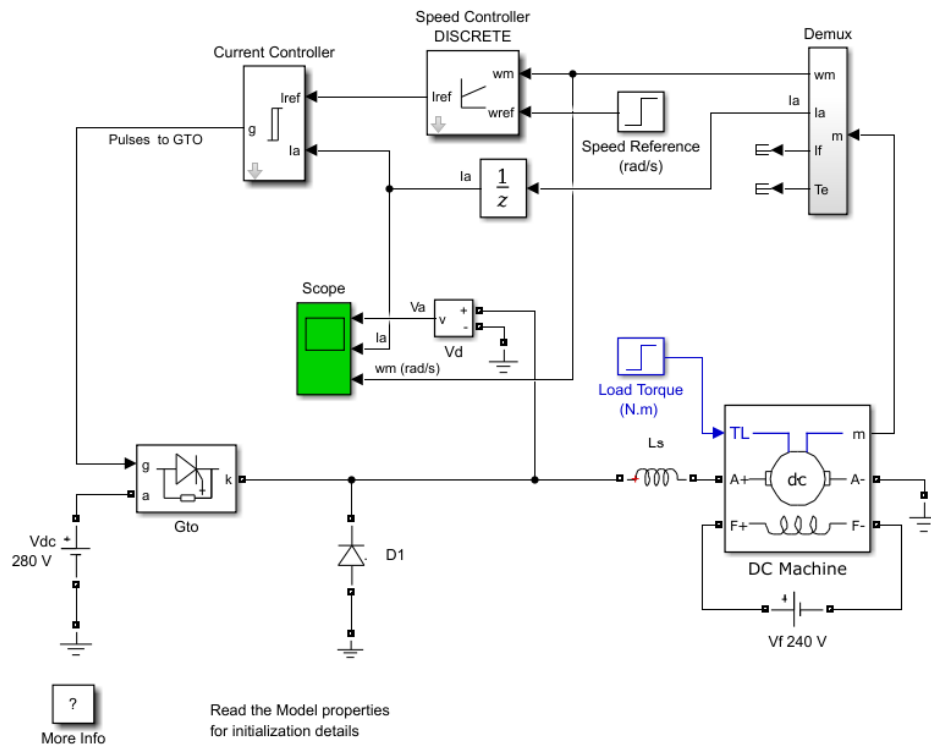 Speed Controller
DISCRETE
Current Controller
Demux
wm
wm
Iref
Iref
wref
Ia
Ia
g
m
Pulses to GTO
Speed Reference
(rad/s)
Ia
If
Ia
1
z
Te
Scope
Va
v
+
-
Ia
Vd
wm (rad/s)
Load Torque
(N.m)
Ls
TL
m
g
k
A+
dc
A-
a
Gto
F+
F-
Vdc
+
280 V
D1
DC Machine
+
Vf 240 V
?
Read the Model properties
for initialization details
More Info